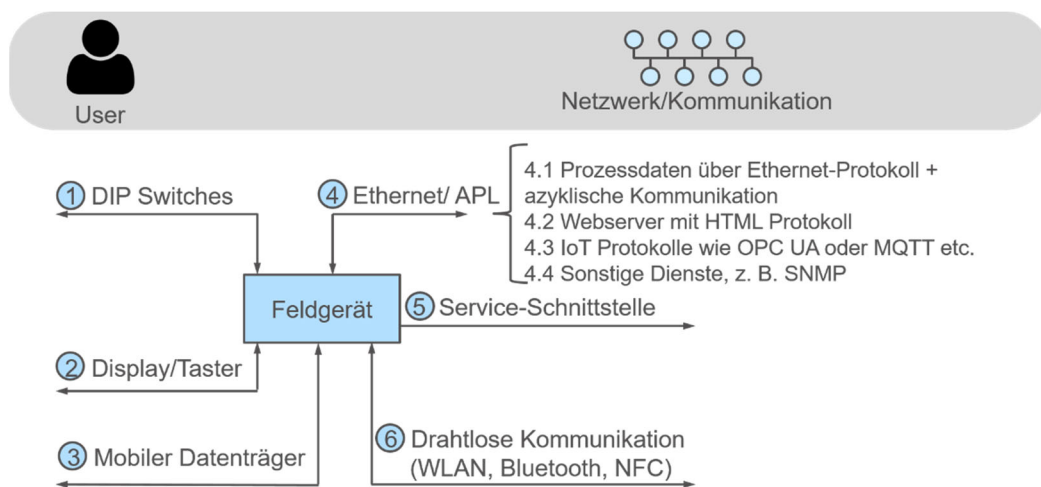 User
Netzwerk/Kommunikation
1 DIP Switches
4 Ethernet/ APL
4.1 Prozessdaten über Ethernet-Protokoll +
azyklische Kommunikation
4.2 Webserver mit HTML Protokoll
4.3 IoT Protokolle wie OPC UA oder MQTT etc.
4.4 Sonstige Dienste, z. B. SNMP
Feldgerät
5 Service-Schnittstelle
2 Display/Taster
3 Mobiler Datenträger
6 Drahtlose Kommunikation
(WLAN, Bluetooth, NFC)